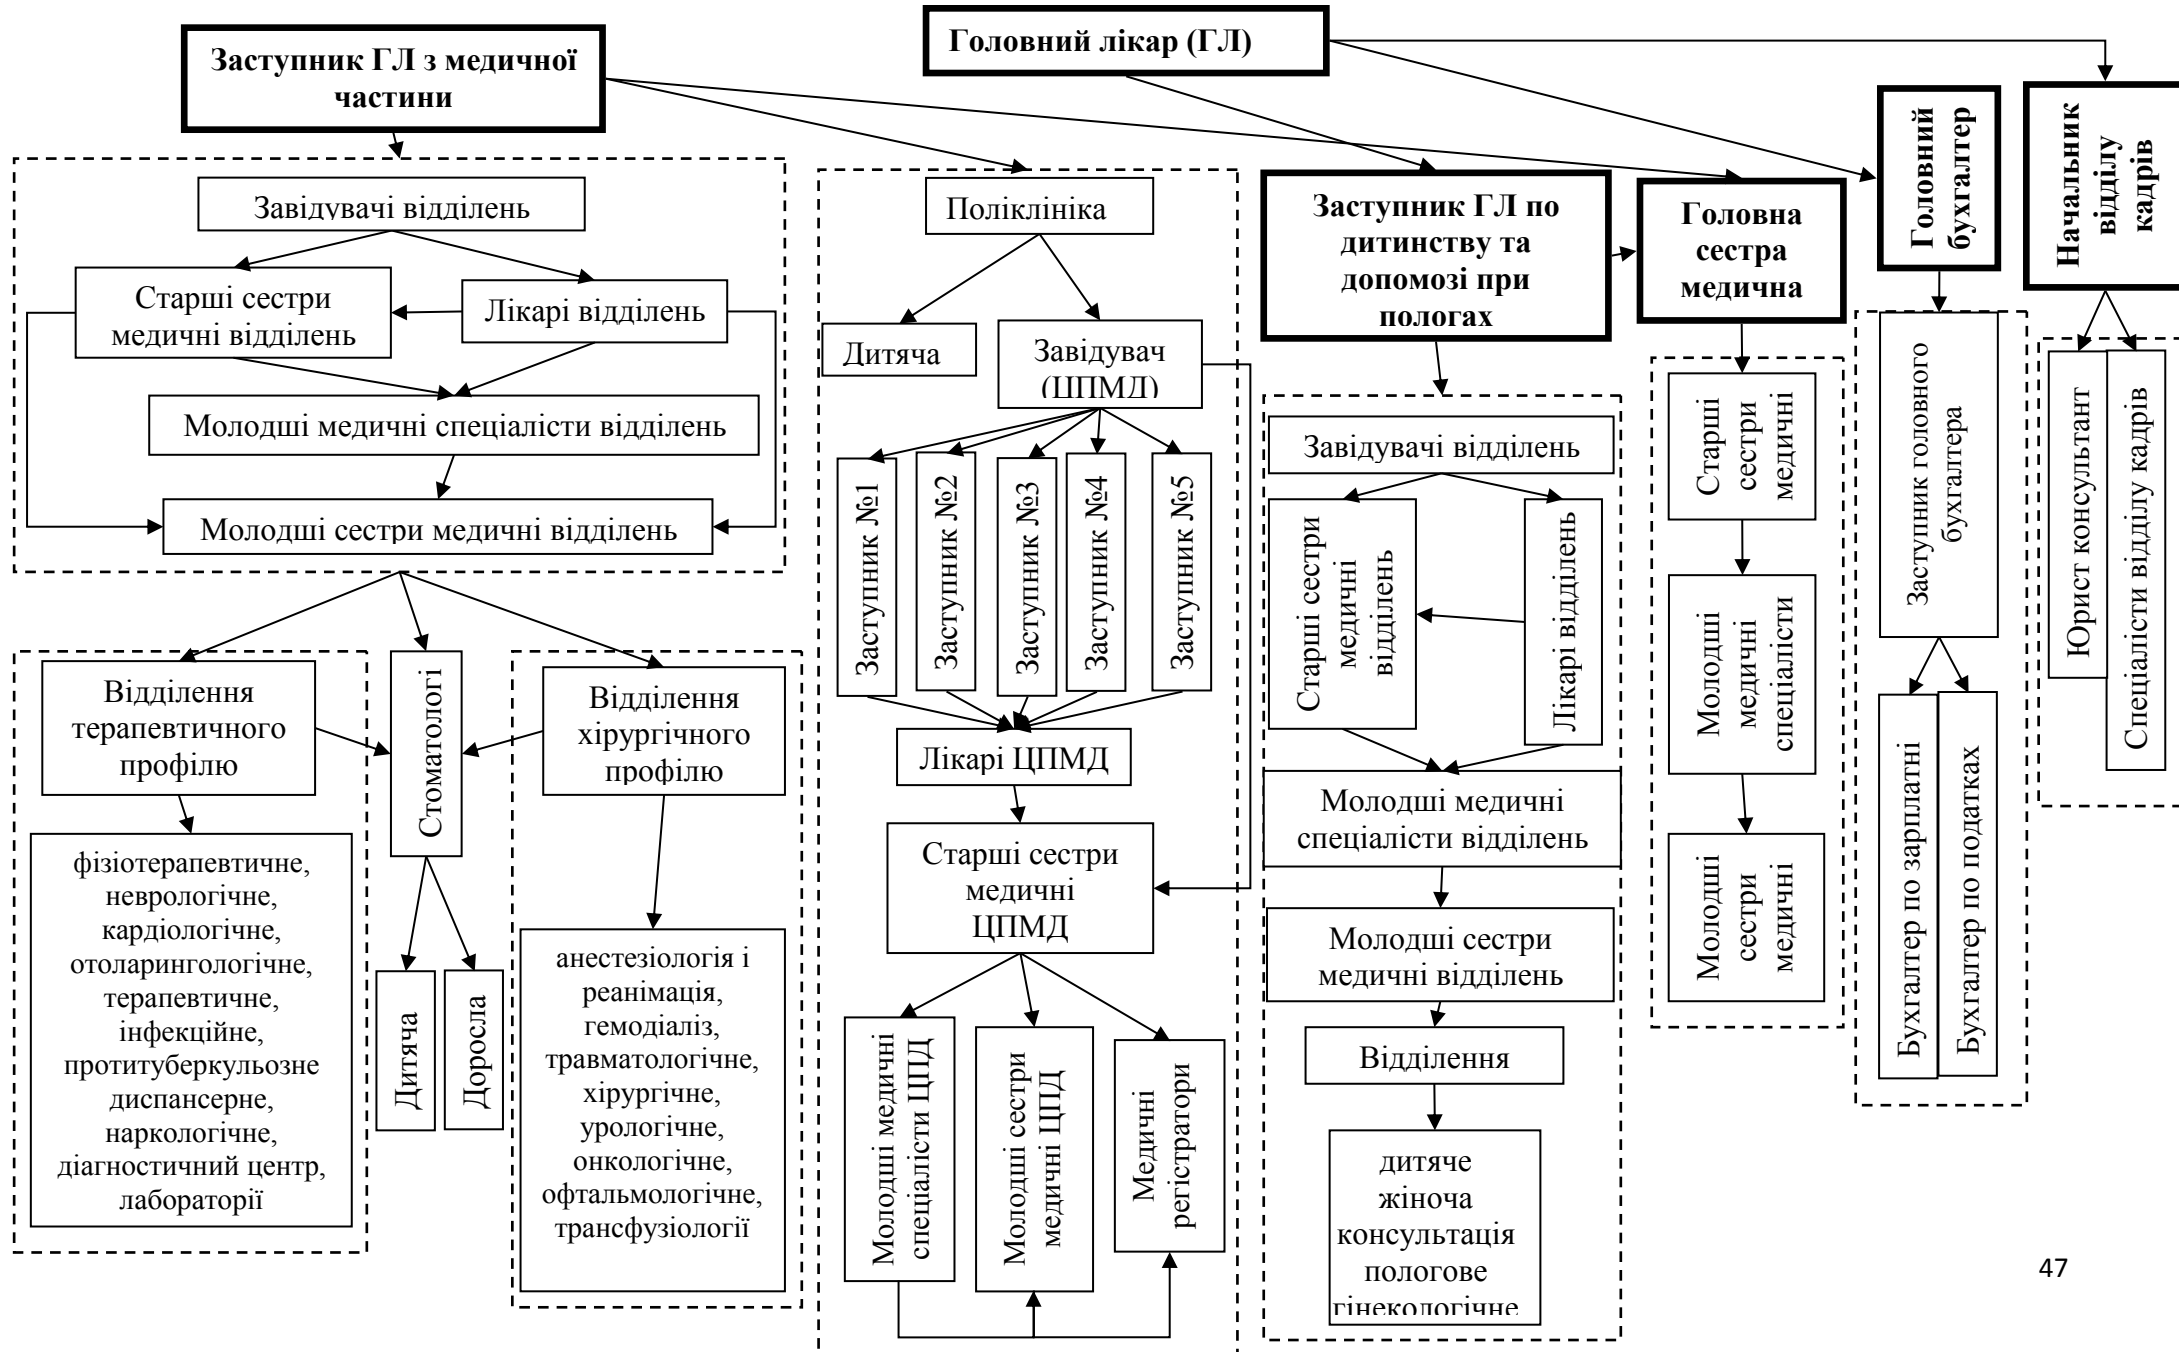 Головний лікар (ГЛ)
Заступник ГЛ з медичної
частини
Головний
бухгалтер
Начальник
відділу
кадрів
Завідувачі відділень
Старші сестри
медичні відділень
Лікарі відділень
Молодші медичні спеціалісти відділень
Молодші сестри медичні відділень
Відділення
терапевтичного
профілю
Стоматологі
Відділення
хірургічного
профілю
фізіотерапевтичне,
неврологічне,
кардіологічне,
отоларингологічне,
терапевтичне,
інфекційне,
протитуберкульозне
диспансерне,
наркологічне,
діагностичний центр,
лабораторії
Дитяча
Доросла
анестезіологія і
реанімація,
гемодіаліз,
травматологічне,
хірургічне,
урологічне,
онкологічне,
офтальмологічне,
трансфузіології
Поліклініка
Дитяча
Завідувач
(ЦПМД)
Заступник №1
Заступник №2
Заступник №3
Заступник №4
Заступник №5
Лікарі ЦПМД
Старші сестри
медичні
ЦПМД
Молодші медичні
спеціалісти ЦПД
Молодші сестри
медичні ЦПД
Медичні
регістратори
Заступник ГЛ по
дитинству та
допомозі при
пологах
Завідувачі відділень
Старші сестри
медичні
відділень
Лікарі відділень
Молодші медичні
спеціалісти відділень
Молодші сестри
медичні відділень
Відділення
дитяче
жіноча
консультація
пологове
гінекологічне
Головна
сестра
медична
Старші
сестри
медичні
Молодші
медичні
спеціалісти
Молодші
сестри
медичні
Заступник головного
бухгалтера
Бухгалтер по зарплатні
Бухгалтер по податках
Юрист консультант
Спеціалісти відділу кадрів
47